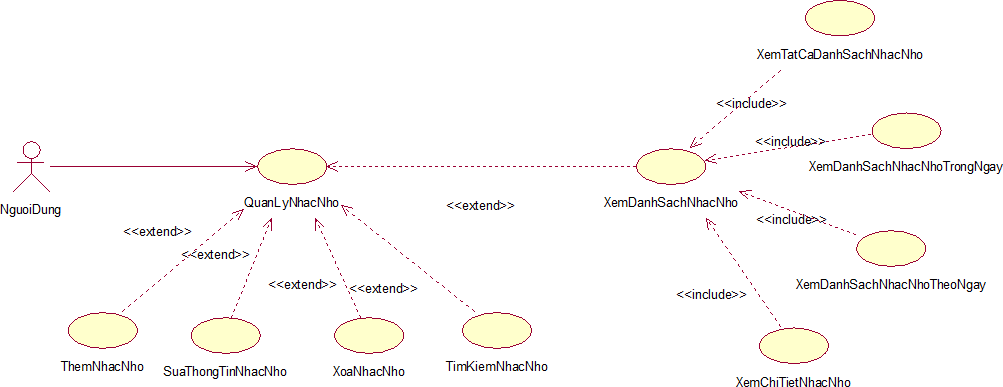 XemTatCaDanhSachNhacNho
<<include>>
<<include>>
XemDanhSachNhacNhoTrongNgay
NguoiDung
QuanLyNhacNho
<<extend>>
XemDanhSachNhacNho
<<include>>
<<extend>>
<<extend>>
<<extend>>
<<extend>>
<<include>>
XemDanhSachNhacNhoTheoNgay
ThemNhacNho
SuaThongTinNhacNho
XoaNhacNho
TimKiemNhacNho
XemChiTietNhacNho